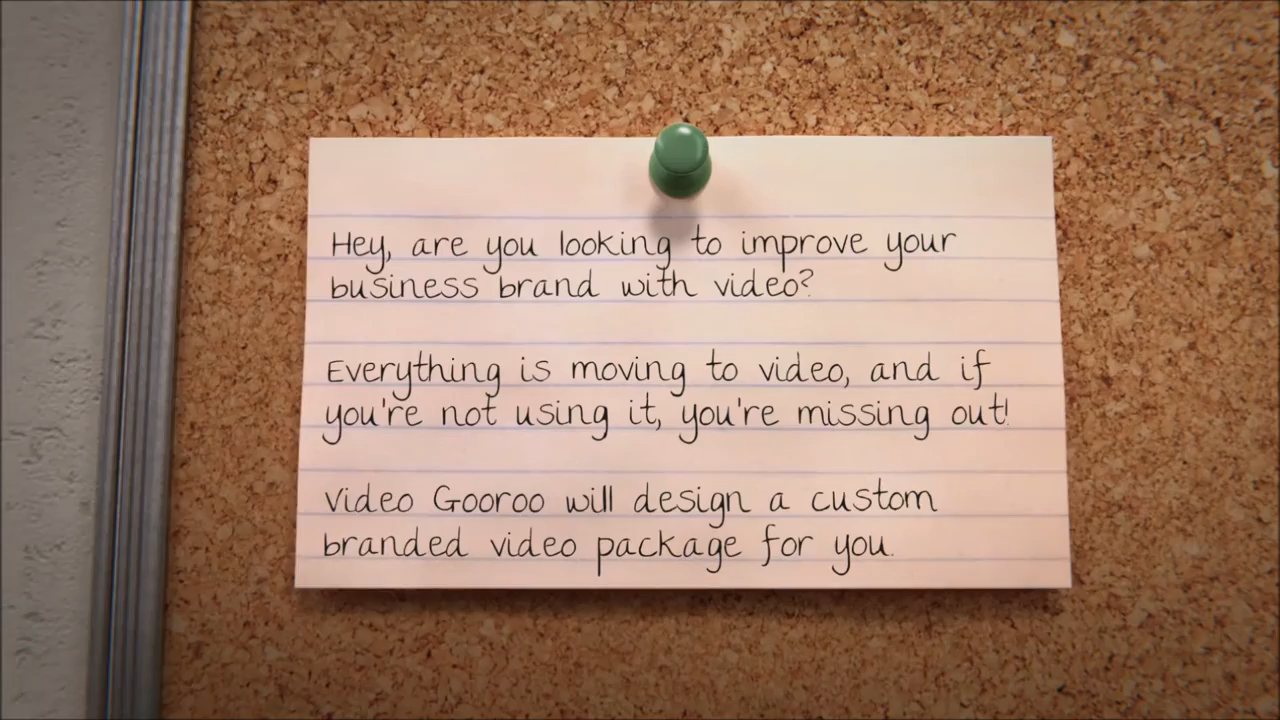 Hey, are you looking to improve your
business brand with video?
Everything is moving to video, and if
you're not using it, you're missing out!
Video Gooroo will design a custom
branded video package for you.